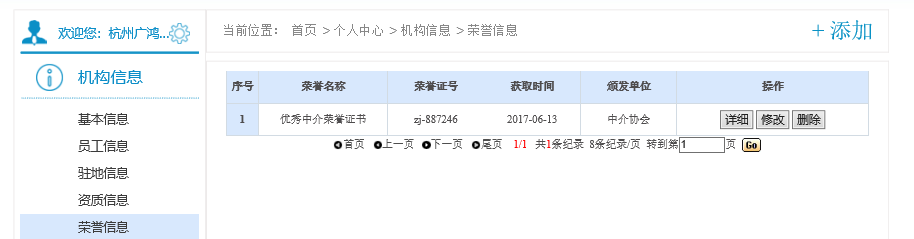 欢迎您：杭州广鸿...
机构信息
基本信息
员工信息
驻地信息
资质信息
荣誉信息
当前位置： 首页 > 个人中心 > 机构信息 > 荣誉信息
+ 添加
序号 荣誉名称 荣誉证号 获取时间 颁发单位 操作
1 优秀中介荣誉证书 zj-887246 2017-06-13 中介协会 详细 修改 删除
首页 上一页 下一页 尾页 1/1 共1条纪录 8条纪录/页 转到第1页 Go